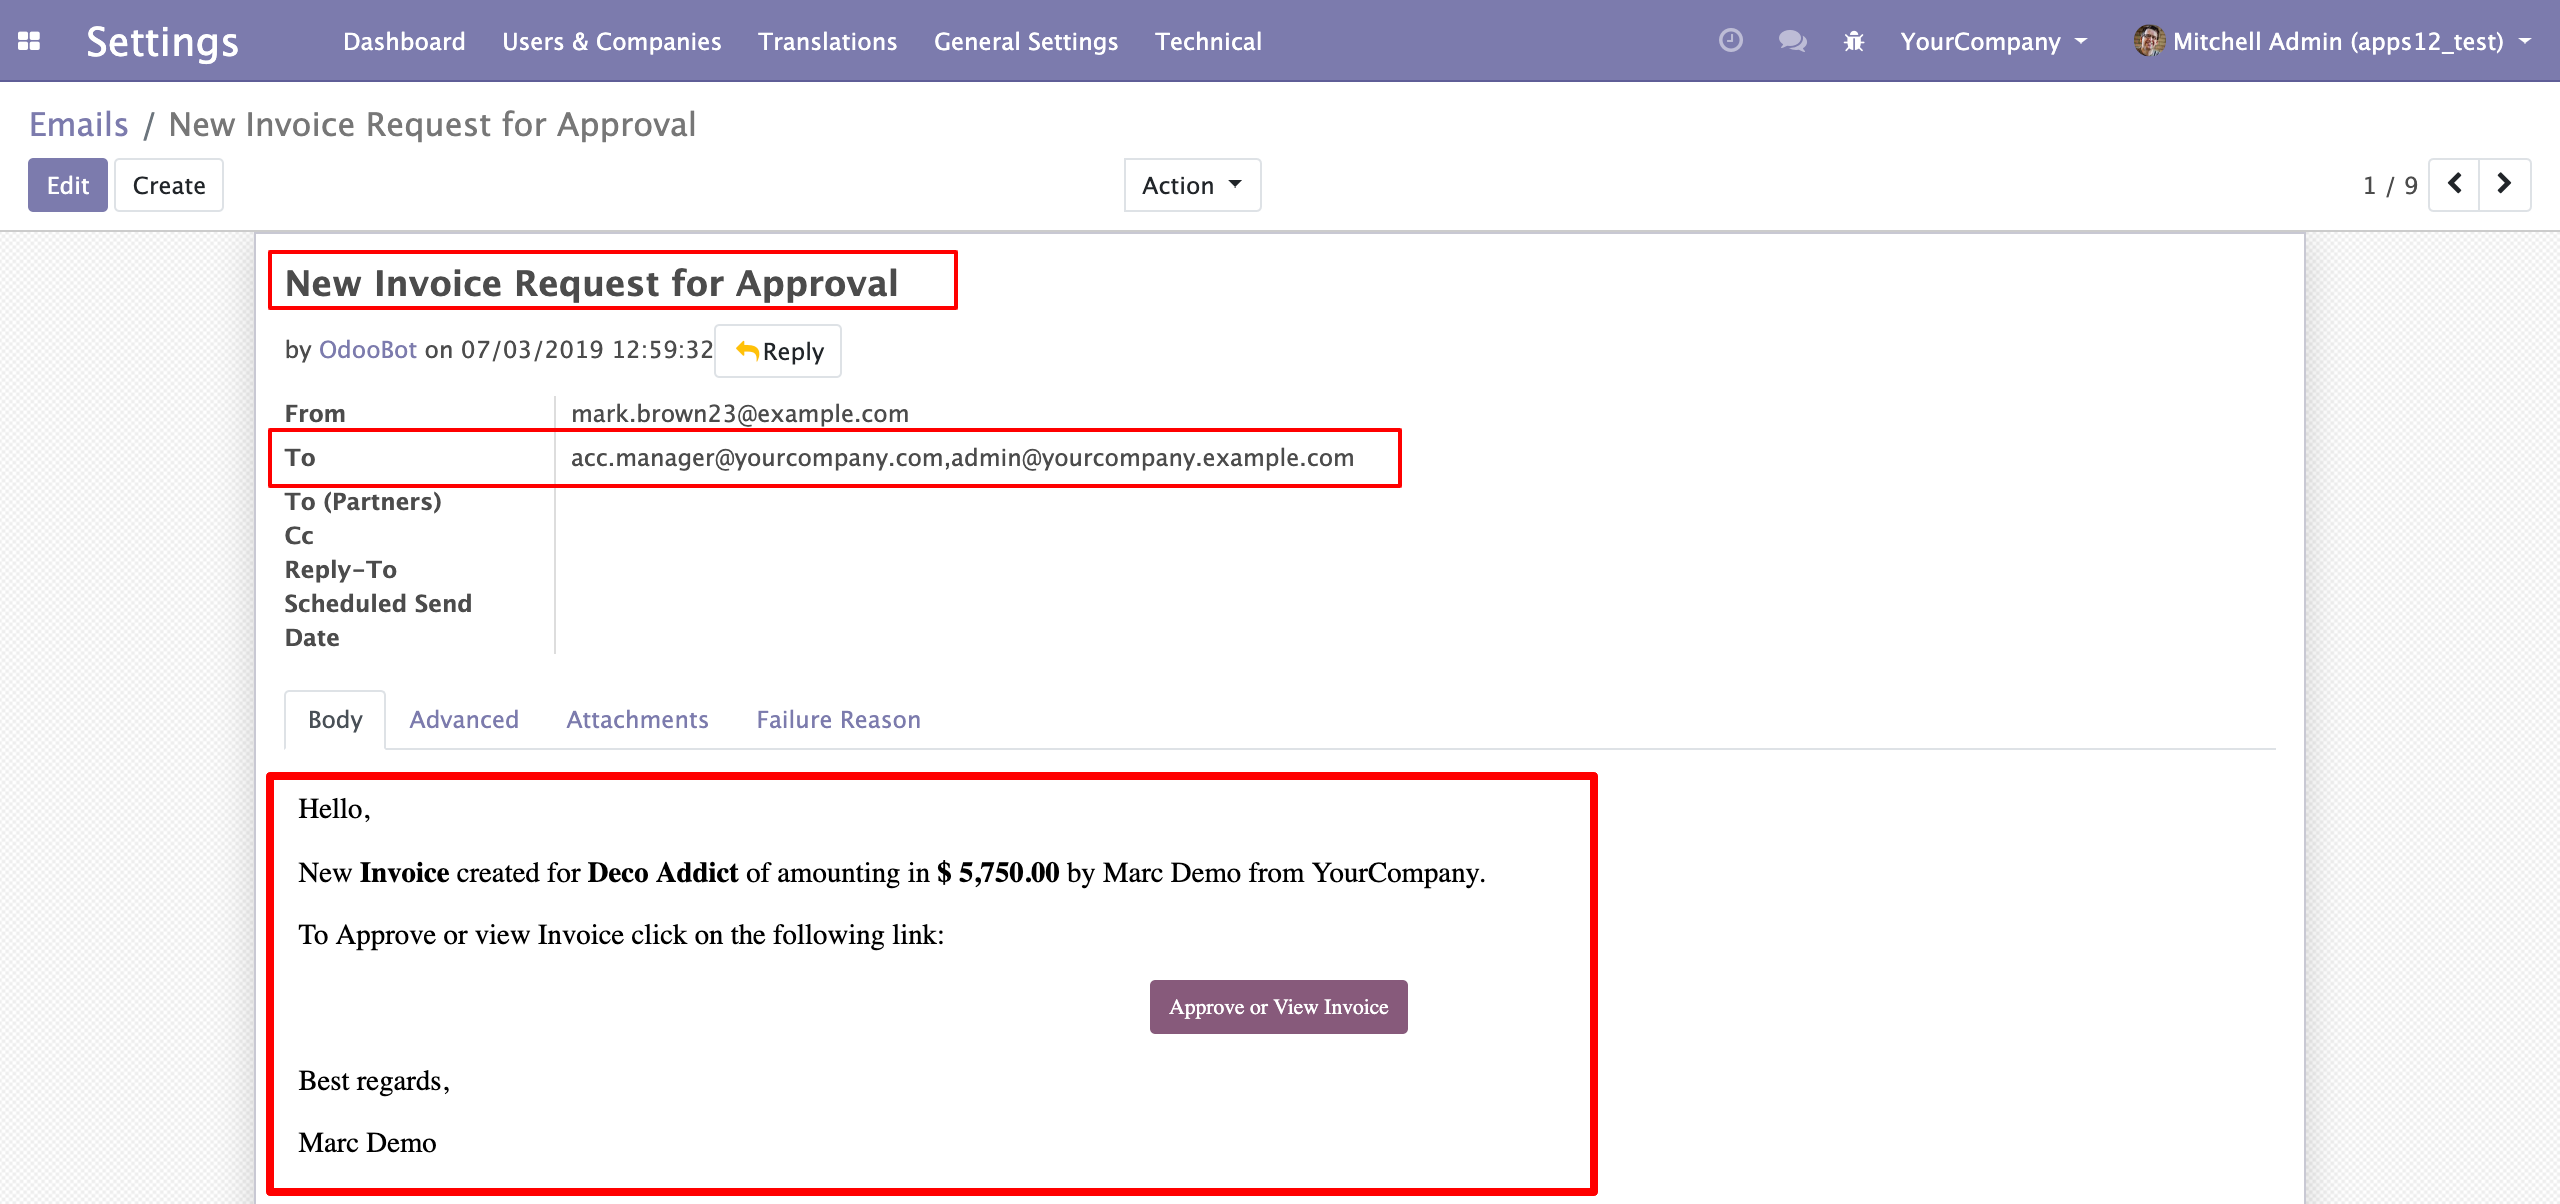 Settings Dashboard Users & Companies Translations General Settings Technical YourCompany Mitchell Admin (apps12_test)
Emails / New Invoice Request for Approval
Edit Create Action 1 / 9
New Invoice Request for Approval
by OdooBot on 07/03/2019 12:59:32 Reply
From mark.brown23@example.com
To acc.manager@yourcompany.com,admin@yourcompany.example.com
To (Partners)
Cc
Reply-To
Scheduled Send
Date
Body Advanced Attachments Failure Reason
Hello,
New Invoice created for Deco Addict of amounting in $ 5,750.00 by Marc Demo from YourCompany.
To Approve or view Invoice click on the following link:
Approve or View Invoice
Best regards,
Marc Demo